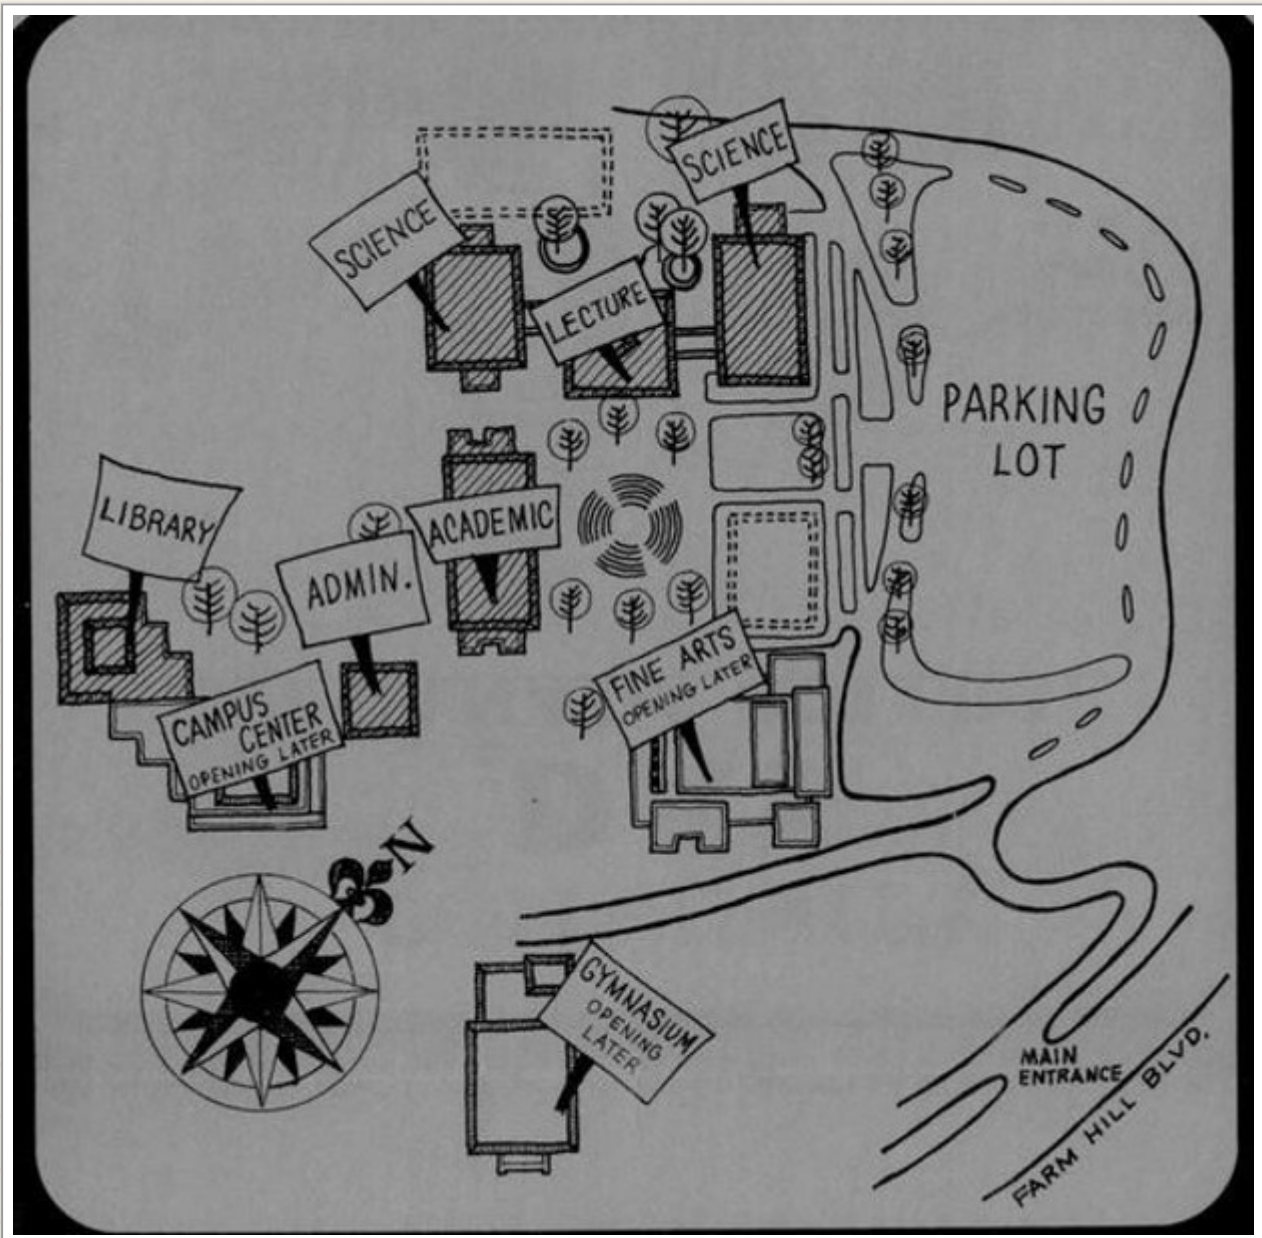 SCIENCE
SCIENCE
LECTURE
PARKING
LOT
LIBRARY
ACADEMIC
ADMIN.
FINE ARTS
OPENING LATER
CAMPUS
CENTER
OPENING LATER
N
GYMNASIUM
OPENING
LATER
MAIN
ENTRANCE
FARM HILL BLVD.